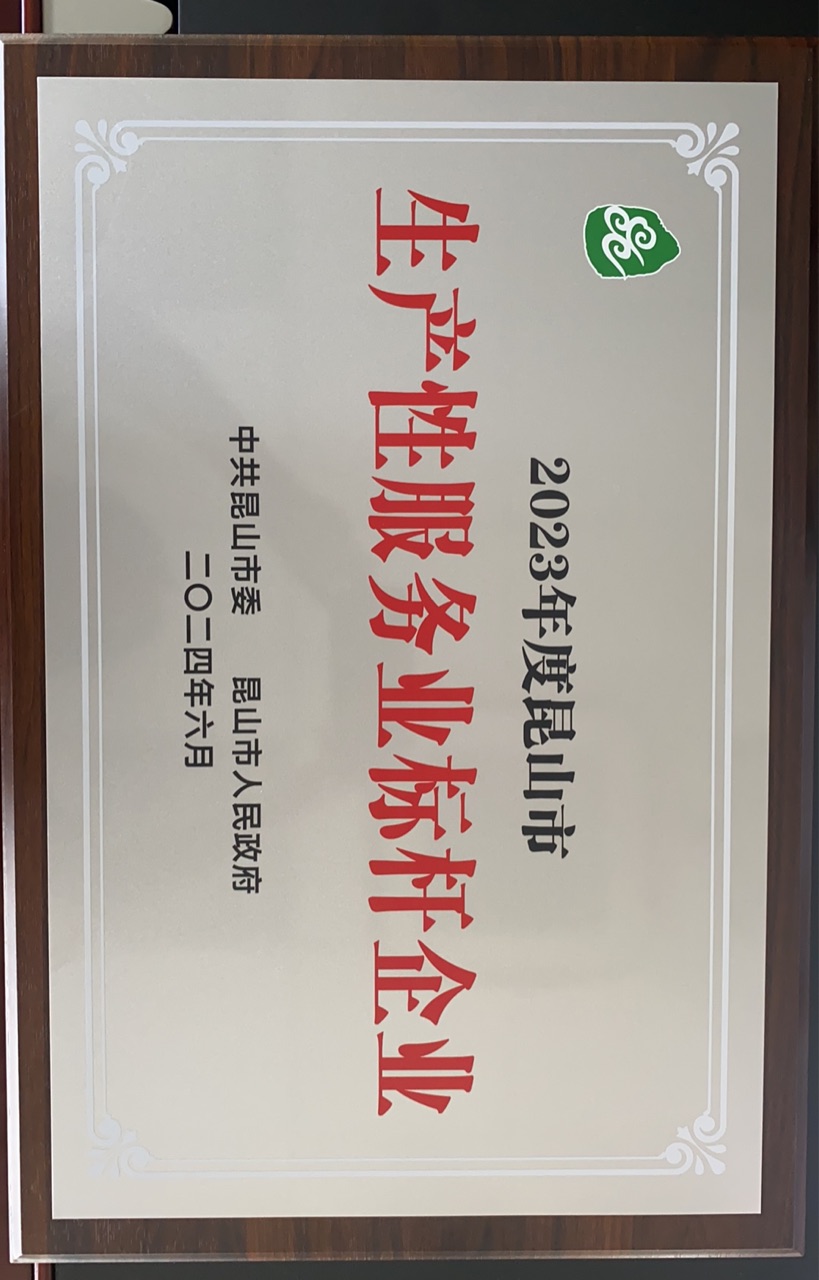 2023年度昆山市
生产性服务业标杆企业
中共昆山市委 昆山市人民政府
二〇二四年六月